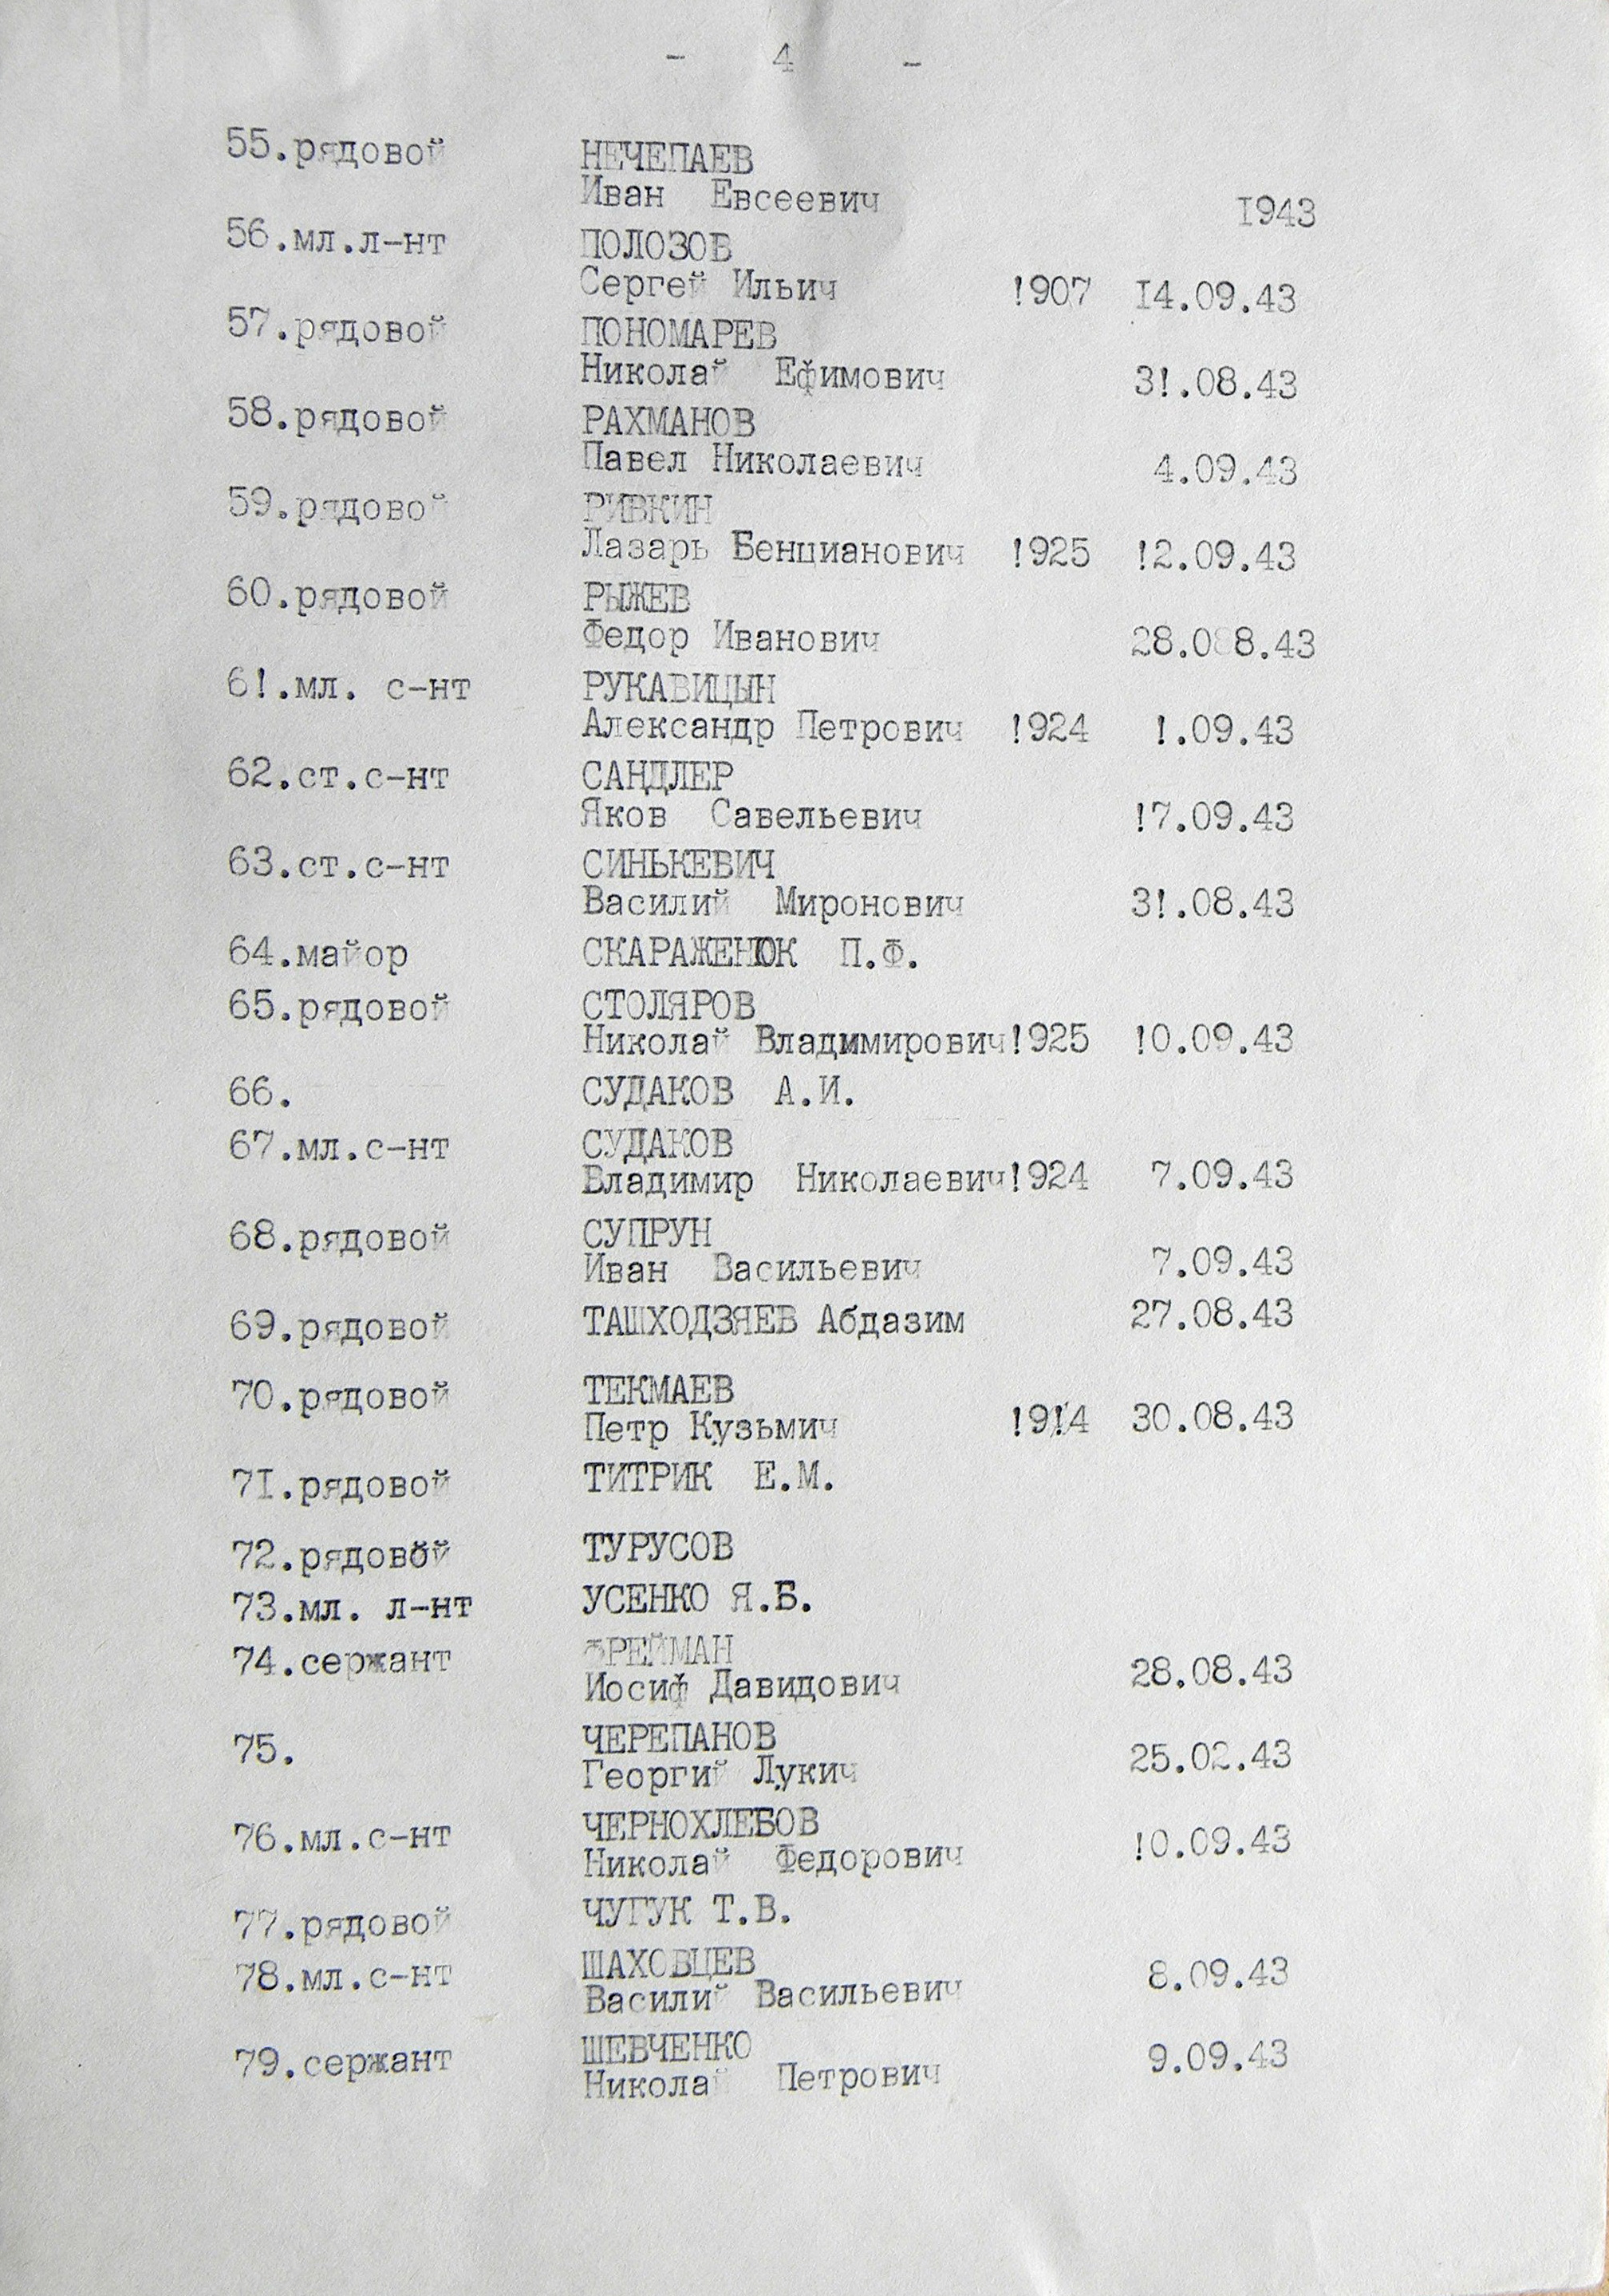 - 4 -
55.рядовой НЕЧЕПАЕВ
Иван Евсеевич 1943
56.мл.л-нт ПОЛОЗОВ
Сергей Ильич !907 I4.09.43
57.рядовой ПОНОМАРЕВ
Николай Ефимович 3!.08.43
58.рядовой РАХМАНОВ
Павел Николаевич 4.09.43
59.рядовой РИВКИН
Лазарь Бенцианович !925 !2.09.43
60.рядовой РЫЖЕВ
Федор Иванович 28.088.43
6!.мл. с-нт РУКАВИЦЫН
Александр Петрович !924 !.09.43
62.ст.с-нт САНДЛЕР
Яков Савельевич !7.09.43
63.ст.с-нт СИНЬКЕВИЧ
Василий Миронович 3!.08.43
64.майор СКАРАЖЕНЮК П.Ф.
65.рядовой СТОЛЯРОВ
Николай Владимирович!925 !0.09.43
66. СУДАКОВ А.И.
67.мл.с-нт СУДАКОВ
Владимир Николаевич!924 7.09.43
68.рядовой СУПРУН
Иван Васильевич 7.09.43
69.рядовой ТАШХОДЗЯЕВ Абдазим 27.08.43
70.рядовой ТЕКМАЕВ
Петр Кузьмич !9!4 30.08.43
7I.рядовой ТИТРИК Е.М.
72.рядовой ТУРУСОВ
73.мл. л-нт УСЕНКО Я.Б.
74.сержант ФРЕЙМАН
Иосиф Давидович 28.08.43
75. ЧЕРЕПАНОВ
Георгий Лукич 25.02.43
76.мл.с-нт ЧЕРНОХЛЕБОВ
Николай Федорович !0.09.43
77.рядовой ЧУГУК Т.В.
78.мл.с-нт ШАХОВЦЕВ
Василий Васильевич 8.09.43
79.сержант ШЕВЧЕНКО
Николай Петрович 9.09.43